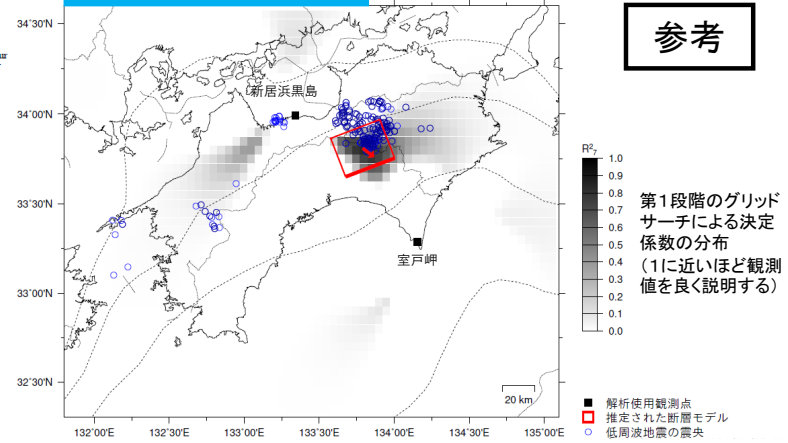 参考
34˚30'N
34˚00'N
33˚30'N
33˚00'N
32˚30'N
132˚00'E
132˚30'E
133˚00'E
133˚30'E
134˚00'E
134˚30'E
135˚00'E
新居浜黒島
室戸岬
20 km
R²₇
1.0
0.9
0.8
0.7
0.6
0.5
0.4
0.3
0.2
0.1
0.0
第1段階のグリッド
サーチによる決定
係数の分布
(1に近いほど観測
値を良く説明する)
解析使用観測点
推定された断層モデル
低周波地震の震央